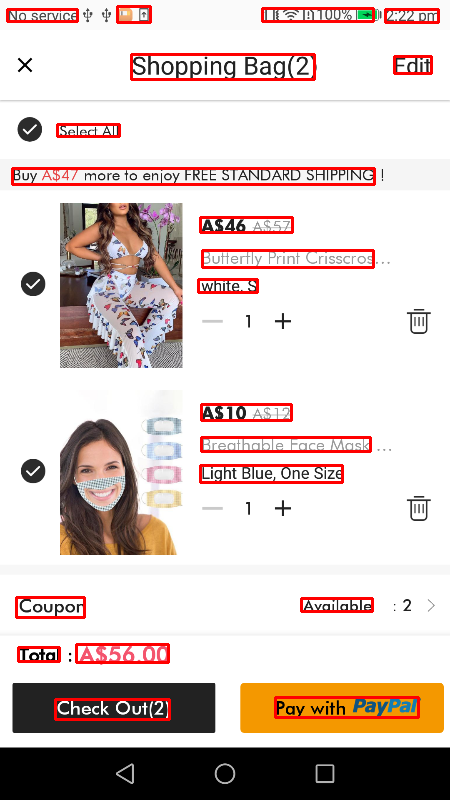 No service 100% 2:22 pm
Shopping Bag(2) Edit
Select All
Buy A$47 more to enjoy FREE STANDARD SHIPPING !
A$46 A$57
Butterfly Print Crisscros...
white, S
1
A$10 A$12
Breathable Face Mask ...
Light Blue, One Size
1
Coupon Available : 2
Total : A$56.00
Check Out(2) Pay with PayPal